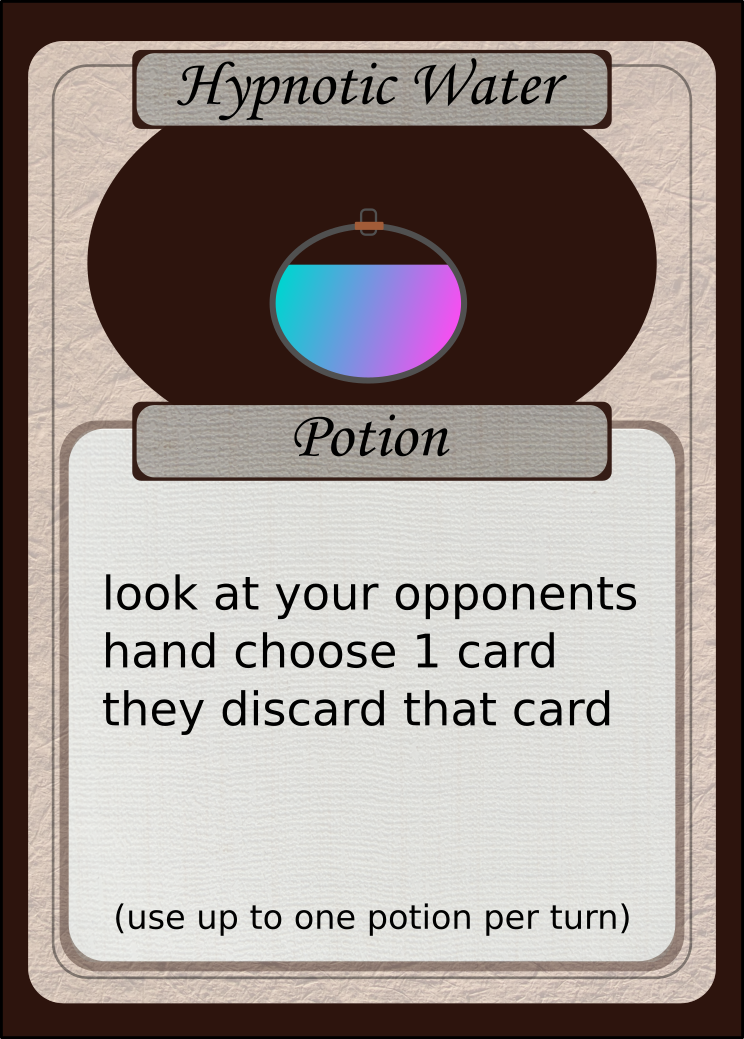 Hypnotic Water
Potion
look at your opponents
hand choose 1 card
they discard that card
(use up to one potion per turn)